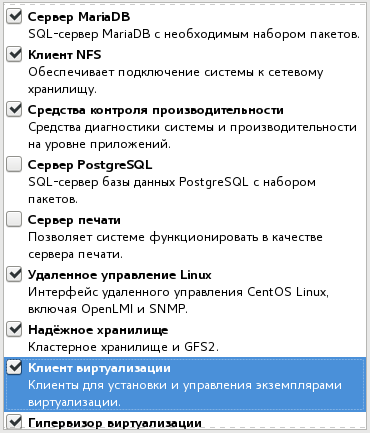 Сервер MariaDB
SQL-сервер MariaDB с необходимым набором пакетов.
Клиент NFS
Обеспечивает подключение системы к сетевому
хранилищу.
Средства контроля производительности
Средства диагностики системы и производительности
на уровне приложений.
Сервер PostgreSQL
SQL-сервер базы данных PostgreSQL с набором
пакетов.
Сервер печати
Позволяет системе функционировать в качестве
сервера печати.
Удаленное управление Linux
Интерфейс удаленного управления CentOS Linux,
включая OpenLMI и SNMP.
Надёжное хранилище
Кластерное хранилище и GFS2.
Клиент виртуализации
Клиенты для установки и управления экземплярами
виртуализации.
Гипервизор виртуализации